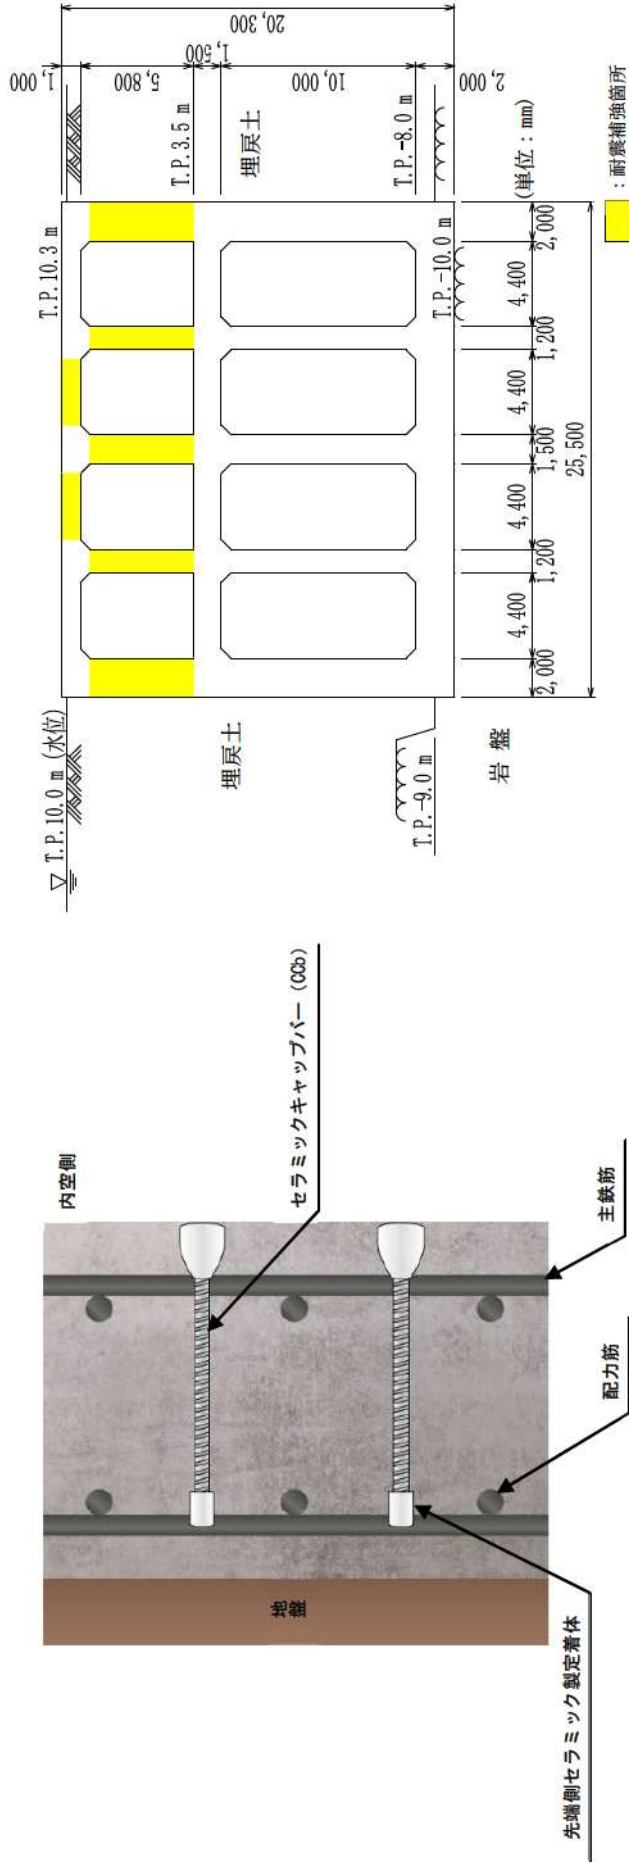 内空側
セラミックキャップバー (CCb)
地盤
主鉄筋
配力筋
先端側セラミック製定着体
T.P.10.0 m (水位)
T.P.10.3 m
1,000
5,800
T.P.3.5 m
1,500
20,300
埋戻土
埋戻土
10,000
T.P.-9.0 m
T.P.-8.0 m
T.P.-10.0 m
2,000
岩 盤
2,000
4,400
1,200
4,400
1,500
4,400
1,200
4,400
2,000
25,500
(単位：mm)
：耐震補強箇所